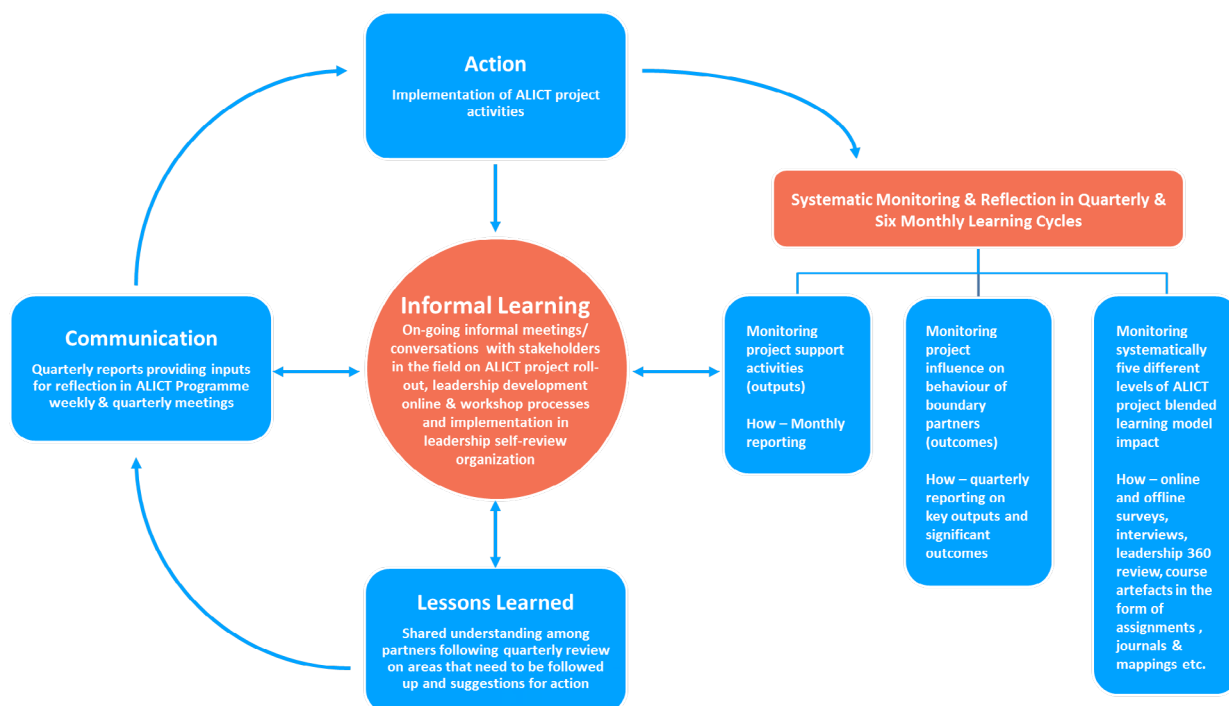 Action
Implementation of ALICT project
activities
Systematic Monitoring & Reflection in Quarterly &
Six Monthly Learning Cycles
Informal Learning
On-going informal meetings/
conversations with stakeholders
in the field on ALICT project roll-
out, leadership development
online & workshop processes
and implementation in
leadership self-review
organization
Communication
Quarterly reports providing inputs
for reflection in ALICT Programme
weekly & quarterly meetings
Monitoring
project support
activities
(outputs)
How – Monthly
reporting
Monitoring
project
influence on
behaviour of
boundary
partners
(outcomes)
How – quarterly
reporting on
key outputs and
significant
outcomes
Monitoring
systematically
five different
levels of ALICT
project blended
learning model
impact
How – online
and offline
surveys,
interviews,
leadership 360
review, course
artefacts in the
form of
assignments ,
journals &
mappings etc.
Lessons Learned
Shared understanding among
partners following quarterly review
on areas that need to be followed
up and suggestions for action